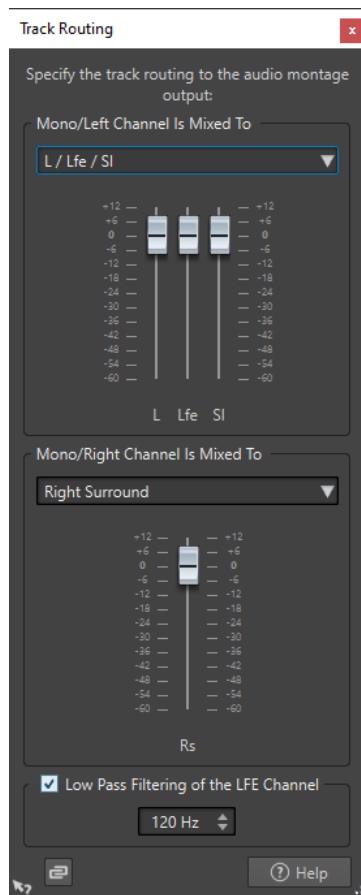 Track Routing
x
Specify the track routing to the audio montage
output:
Mono/Left Channel Is Mixed To
L / Lfe / Sl
+12 +12
+6 +6
0 0
-6 -6
-12 -12
-18 -18
-24 -24
-30 -30
-36 -36
-42 -42
-48 -48
-54 -54
-60 -60
L Lfe Sl
Mono/Right Channel Is Mixed To
Right Surround
+12 +12
+6 +6
0 0
-6 -6
-12 -12
-18 -18
-24 -24
-30 -30
-36 -36
-42 -42
-48 -48
-54 -54
-60 -60
Rs
Low Pass Filtering of the LFE Channel
120 Hz
? Help